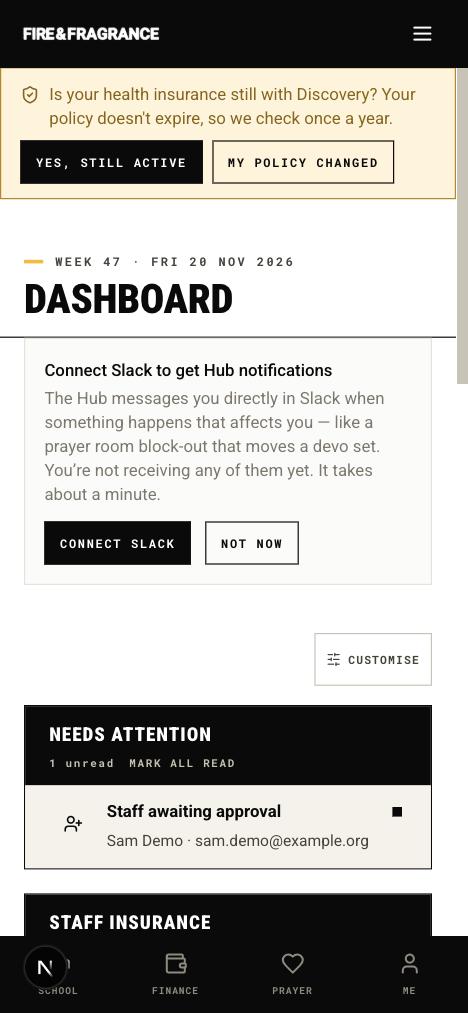 FIRE&FRAGRANCE
Is your health insurance still with Discovery? Your
policy doesn't expire, so we check once a year.
YES, STILL ACTIVE
MY POLICY CHANGED
WEEK 47 · FRI 20 NOV 2026
DASHBOARD
Connect Slack to get Hub notifications
The Hub messages you directly in Slack when
something happens that affects you — like a
prayer room block-out that moves a devo set.
You’re not receiving any of them yet. It takes
about a minute.
CONNECT SLACK
NOT NOW
CUSTOMISE
NEEDS ATTENTION
1 unread MARK ALL READ
Staff awaiting approval
Sam Demo · sam.demo@example.org
STAFF INSURANCE
N
SCHOOL
FINANCE
PRAYER
ME